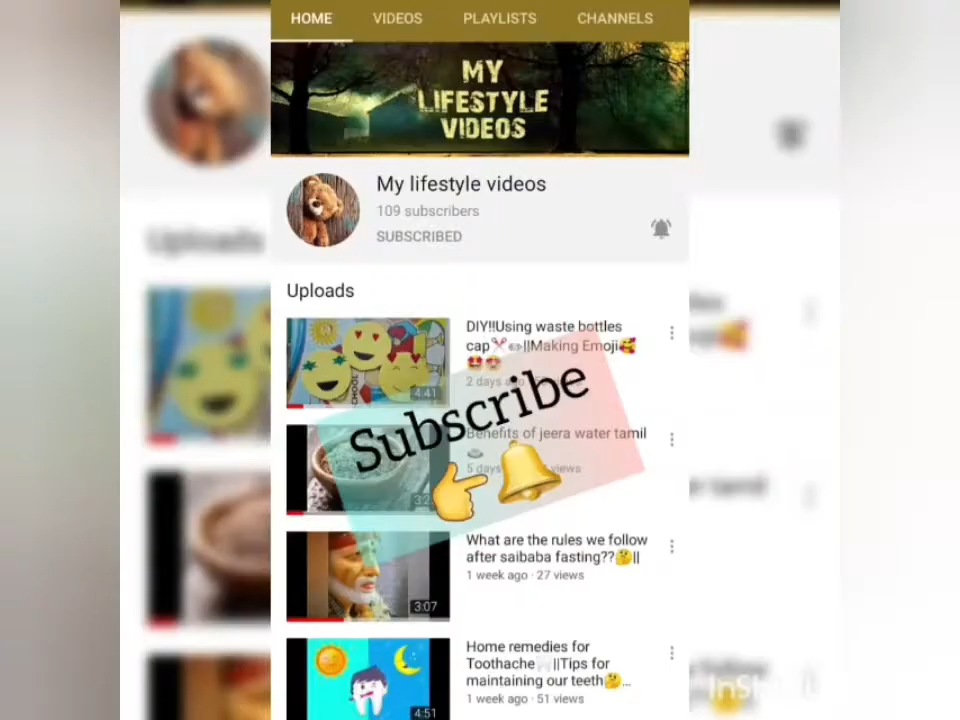 HOME VIDEOS PLAYLISTS CHANNELS
MY
LIFESTYLE
VIDEOS
My lifestyle videos
109 subscribers
SUBSCRIBED
Uploads
DIY!!Using waste bottles
cap✂️✏️||Making Emoji🥰
🤩😍
2 days ago
4:41
Subscribe
Benefits of jeera water tamil
5 days views
👉🔔
What are the rules we follow
after saibaba fasting??🤔||
1 week ago · 27 views
3:07
Home remedies for
Toothache🦷||Tips for
maintaining our teeth🤔...
1 week ago · 51 views
4:51